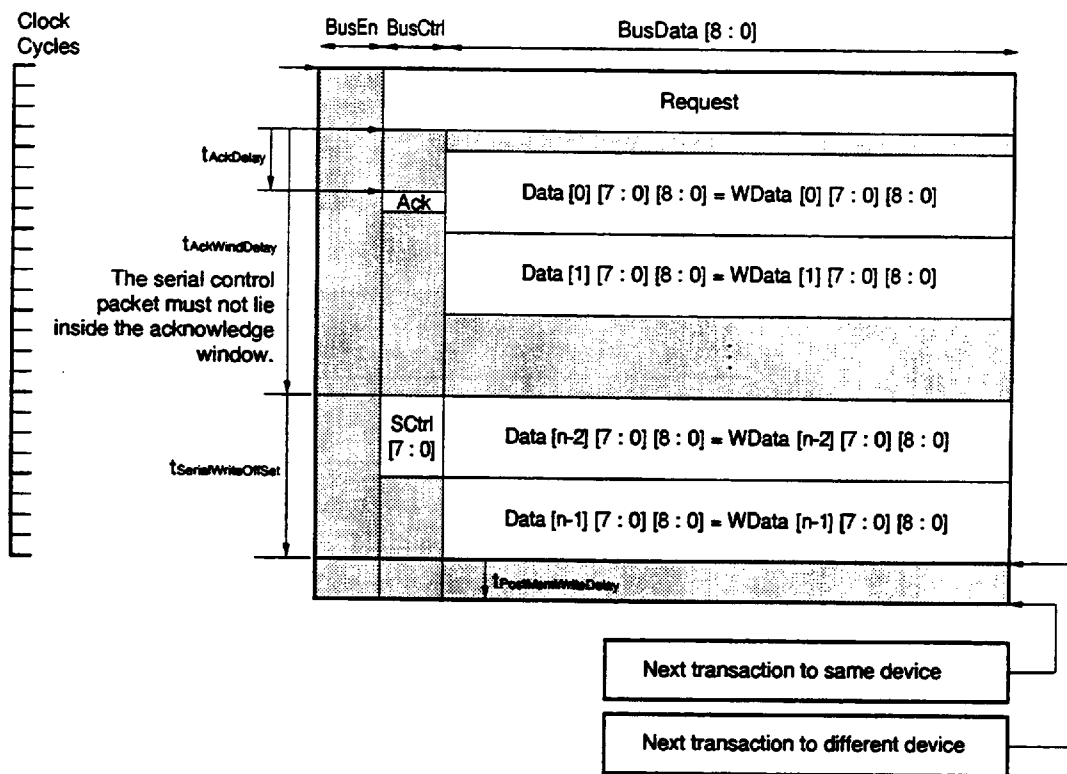 Clock
Cycles
BusEn BusCtrl BusData [8 : 0]
Request
tAckDelay
Data [0] [7 : 0] [8 : 0] = WData [0] [7 : 0] [8 : 0]
Ack
tAckWindDelay
The serial control
packet must not lie
inside the acknowledge
window.
Data [1] [7 : 0] [8 : 0] = WData [1] [7 : 0] [8 : 0]
SCtrl
[7 : 0]
Data [n-2] [7 : 0] [8 : 0] = WData [n-2] [7 : 0] [8 : 0]
tSerialWriteOffSet
Data [n-1] [7 : 0] [8 : 0] = WData [n-1] [7 : 0] [8 : 0]
tPostMemWriteDelay
Next transaction to same device
Next transaction to different device